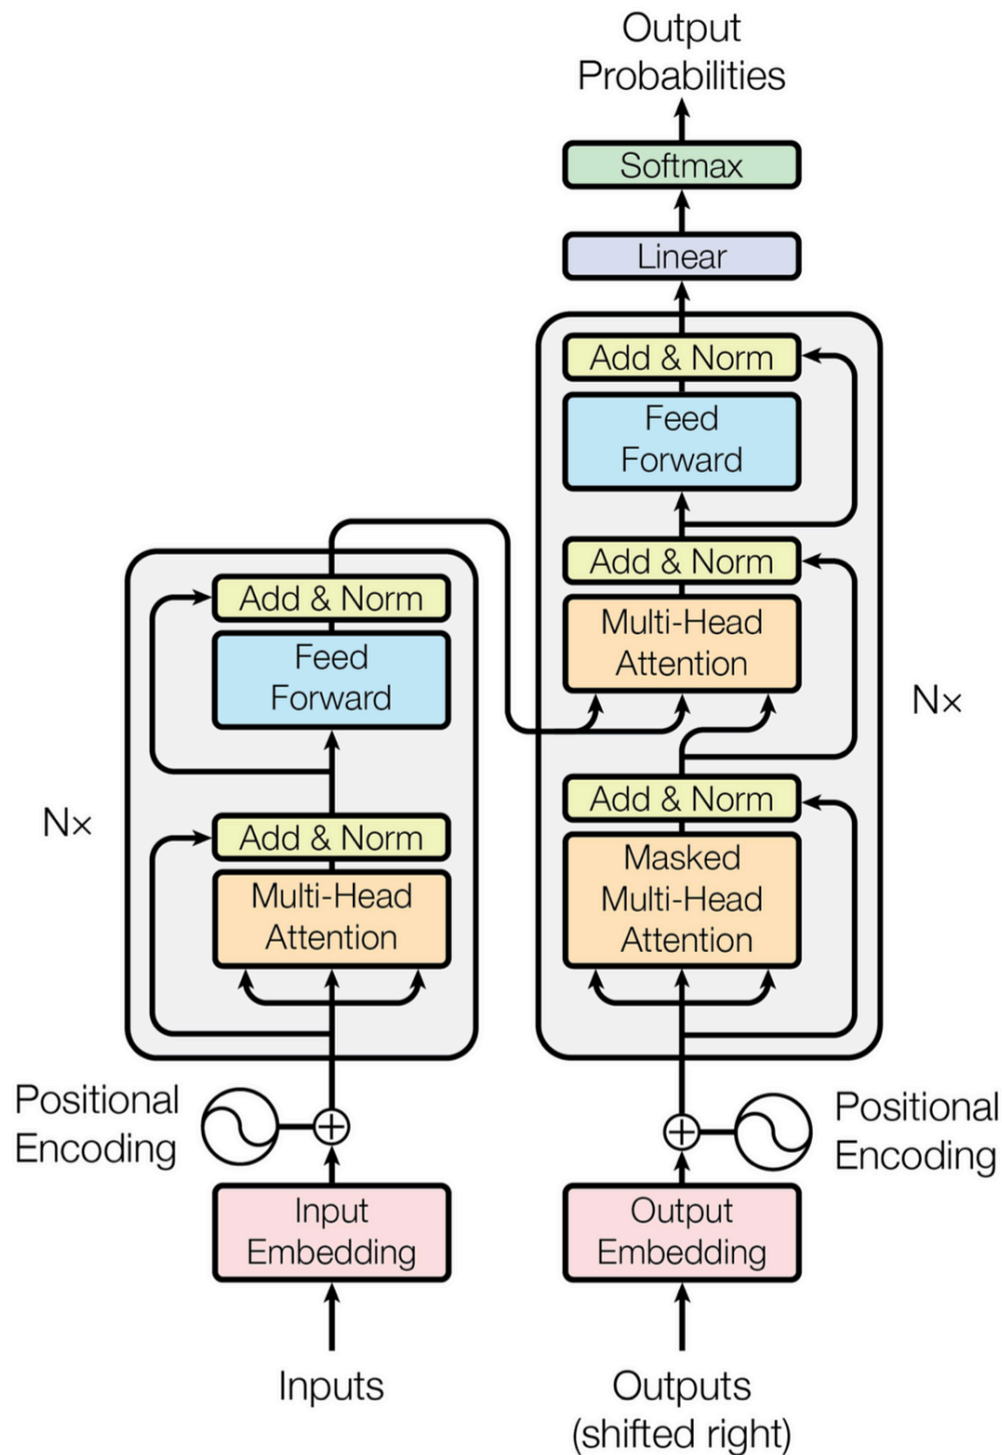 Output
Probabilities
Softmax
Linear
Add & Norm
Feed
Forward
Add & Norm
Multi-Head
Attention
N×
Add & Norm
Masked
Multi-Head
Attention
Add & Norm
Feed
Forward
N×
Add & Norm
Multi-Head
Attention
Positional
Encoding
Positional
Encoding
Input
Embedding
Output
Embedding
Inputs
Outputs
(shifted right)